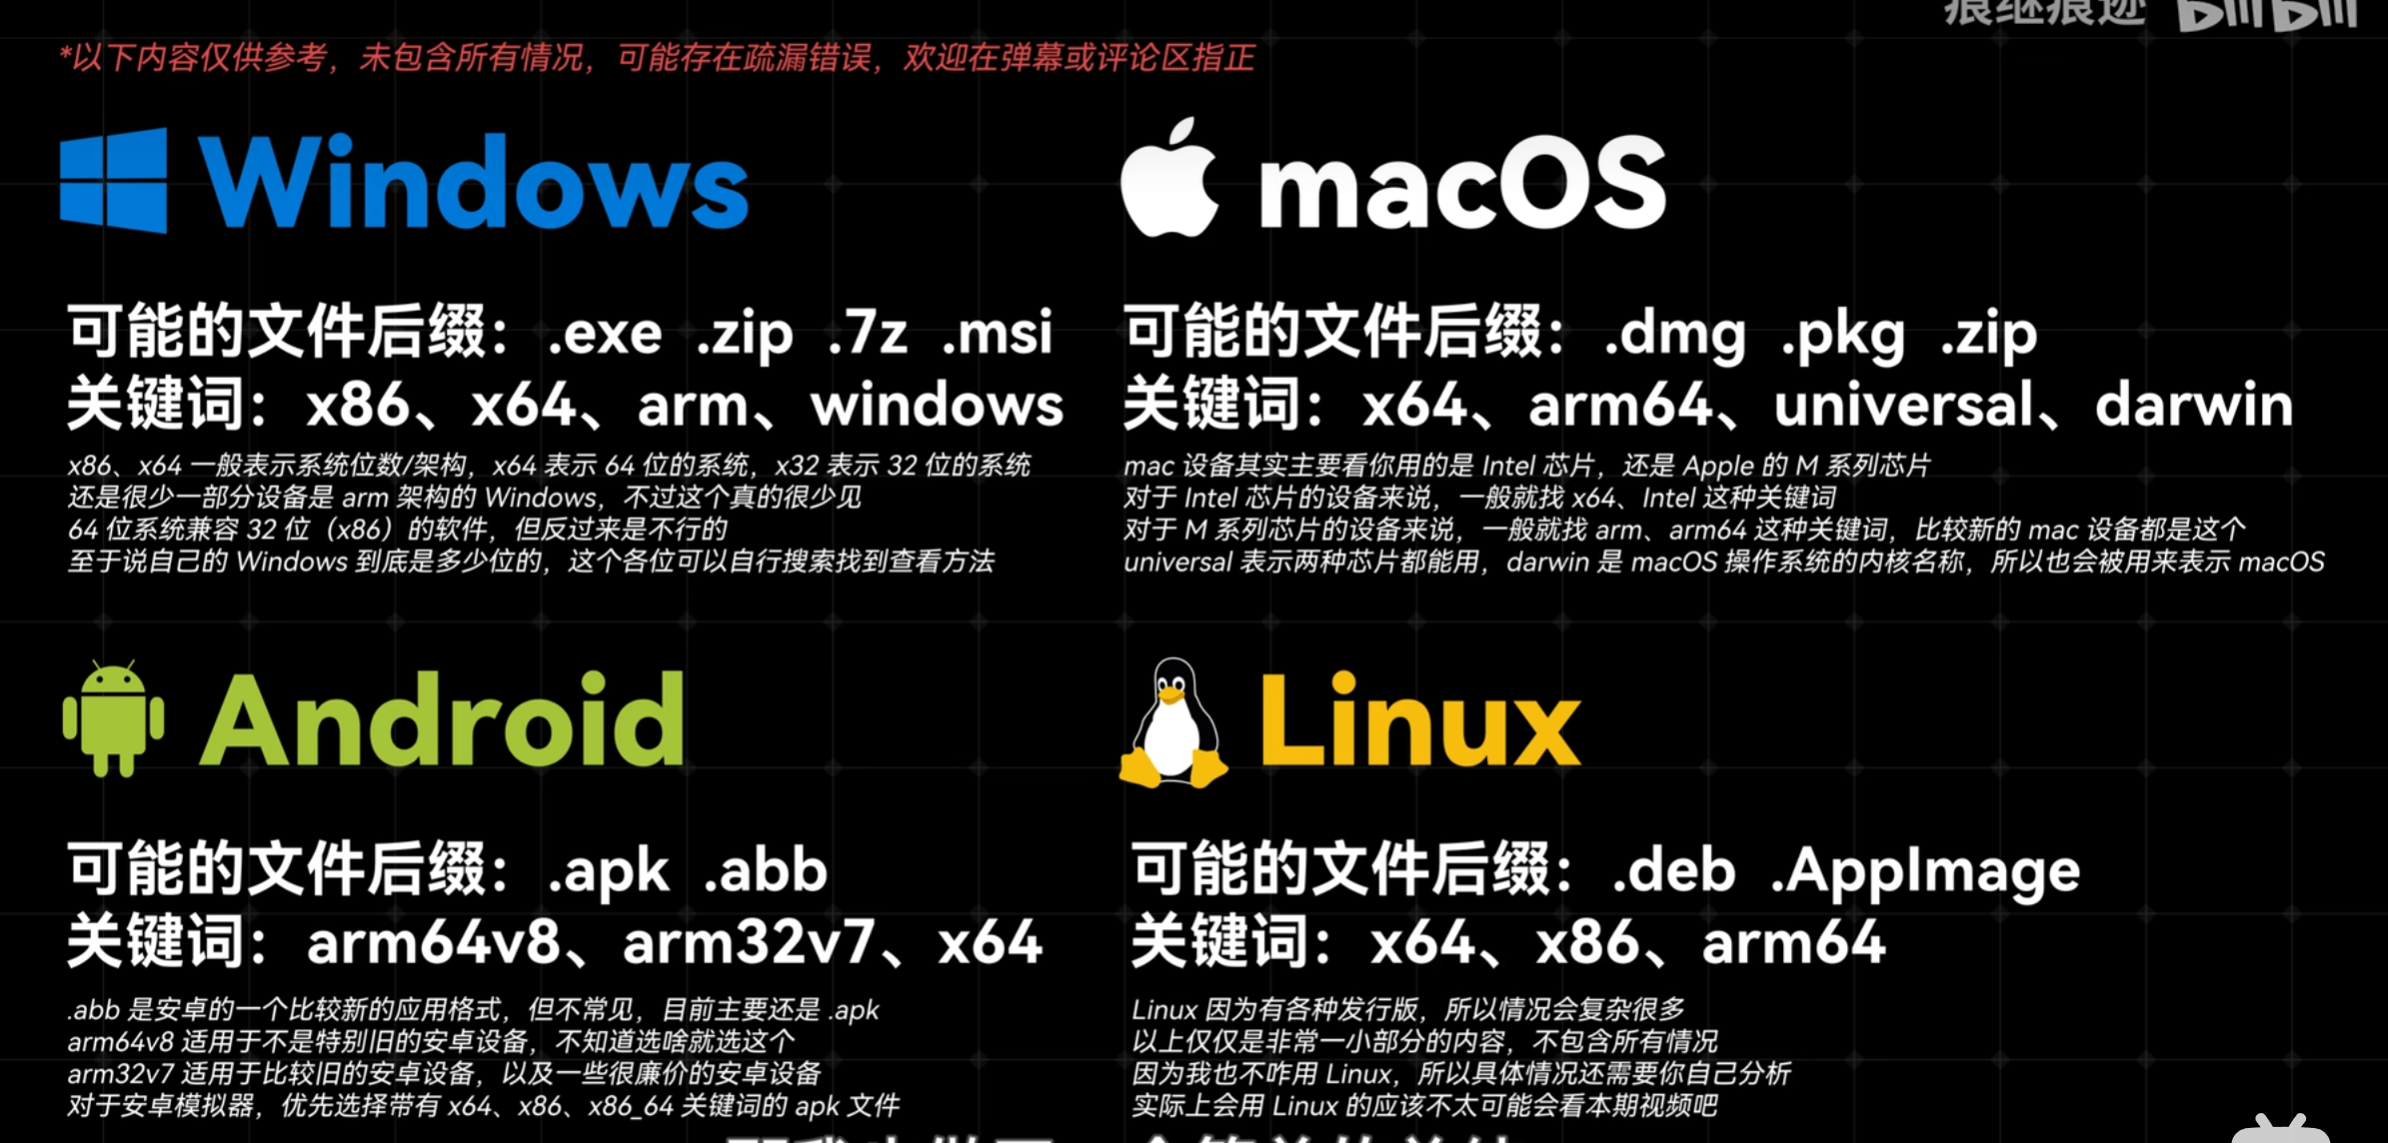 痕继痕迹 bilibili
*以下内容仅供参考，未包含所有情况，可能存在疏漏错误，欢迎在弹幕或评论区指正
Windows
可能的文件后缀：.exe .zip .7z .msi
关键词：x86、x64、arm、windows
x86、x64 一般表示系统位数/架构，x64 表示 64 位的系统，x32 表示 32 位的系统
还是很少一部分设备是 arm 架构的 Windows，不过这个真的很少见
64 位系统兼容 32 位（x86）的软件，但反过来是不行的
至于说自己的 Windows 到底是多少位的，这个各位可以自行搜索找到查看方法
macOS
可能的文件后缀：.dmg .pkg .zip
关键词：x64、arm64、universal、darwin
mac 设备其实主要看你用的是 Intel 芯片，还是 Apple 的 M 系列芯片
对于 Intel 芯片的设备来说，一般就找 x64、Intel 这种关键词
对于 M 系列芯片的设备来说，一般就找 arm、arm64 这种关键词，比较新的 mac 设备都是这个
universal 表示两种芯片都能用，darwin 是 macOS 操作系统的内核名称，所以也会被用来表示 macOS
Android
可能的文件后缀：.apk .abb
关键词：arm64v8、arm32v7、x64
.abb 是安卓的一个比较新的应用格式，但不常见，目前主要还是 .apk
arm64v8 适用于不是特别旧的安卓设备，不知道选啥就选这个
arm32v7 适用于比较旧的安卓设备，以及一些很廉价的安卓设备
对于安卓模拟器，优先选择带有 x64、x86、x86_64 关键词的 apk 文件
Linux
可能的文件后缀：.deb .AppImage
关键词：x64、x86、arm64
Linux 因为有各种发行版，所以情况会复杂很多
以上仅仅是非常一小部分的内容，不包含所有情况
因为我也不咋用 Linux，所以具体情况还需要你自己分析
实际上会用 Linux 的应该不太可能会看本期视频吧